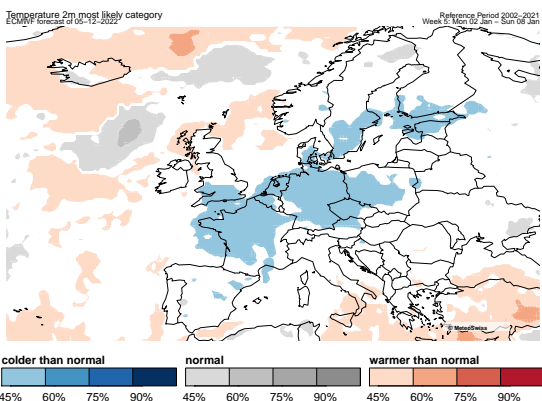 Temperature 2m most likely category
ECMWF forecast of 05-12-2022
Reference Period 2002-2021
Week 5: Mon 02 Jan - Sun 08 Jan
© MeteoSwiss
colder than normal
normal
warmer than normal
45% 60% 75% 90%
45% 60% 75% 90%
45% 60% 75% 90%